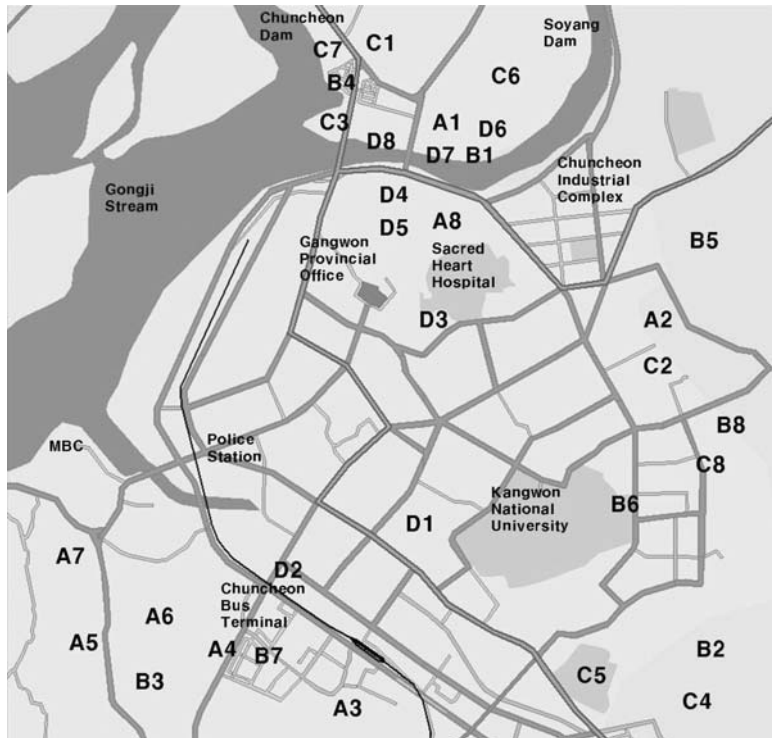 Chuncheon
Dam
Soyang
Dam
C7
C1
B4
C6
C3
A1
D6
D8
D7
B1
Chuncheon
Industrial
Complex
Gongji
Stream
D4
D5
A8
Gangwon
Provincial
Office
Sacred
Heart
Hospital
B5
D3
A2
C2
B8
MBC
Police
Station
C8
Kangwon
National
University
B6
D1
A7
D2
Chuncheon
Bus
Terminal
A6
A5
A4
B7
B3
B2
C5
C4
A3